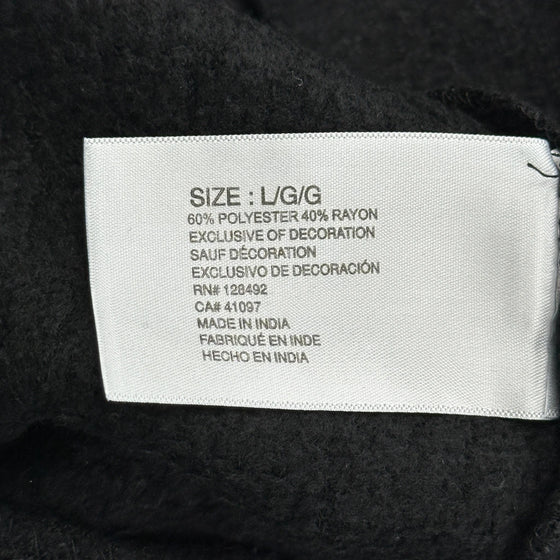 SIZE : L/G/G
60% POLYESTER 40% RAYON
EXCLUSIVE OF DECORATION
SAUF DÉCORATION
EXCLUSIVO DE DECORACIÓN
RN# 128492
CA# 41097
MADE IN INDIA
FABRIQUÉ EN INDE
HECHO EN INDIA